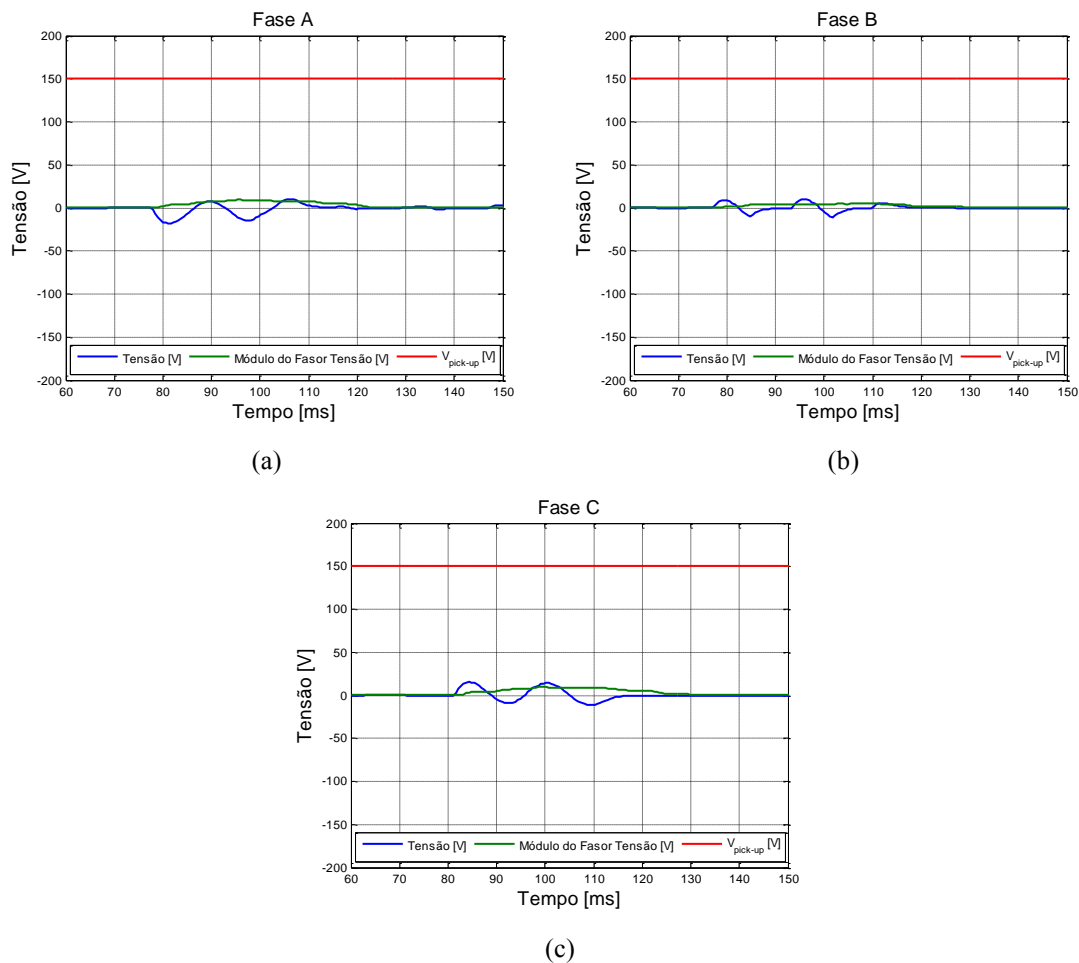 Fase A
200
150
100
50
0
-50
-100
-150
-200
Tensão [V]
Tensão [V] Módulo do Fasor Tensão [V] Vpick-up [V]
60 70 80 90 100 110 120 130 140 150
Tempo [ms]
(a)
Fase B
200
150
100
50
0
-50
-100
-150
-200
Tensão [V]
Tensão [V] Módulo do Fasor Tensão [V] Vpick-up [V]
60 70 80 90 100 110 120 130 140 150
Tempo [ms]
(b)
Fase C
200
150
100
50
0
-50
-100
-150
-200
Tensão [V]
Tensão [V] Módulo do Fasor Tensão [V] Vpick-up [V]
60 70 80 90 100 110 120 130 140 150
Tempo [ms]
(c)